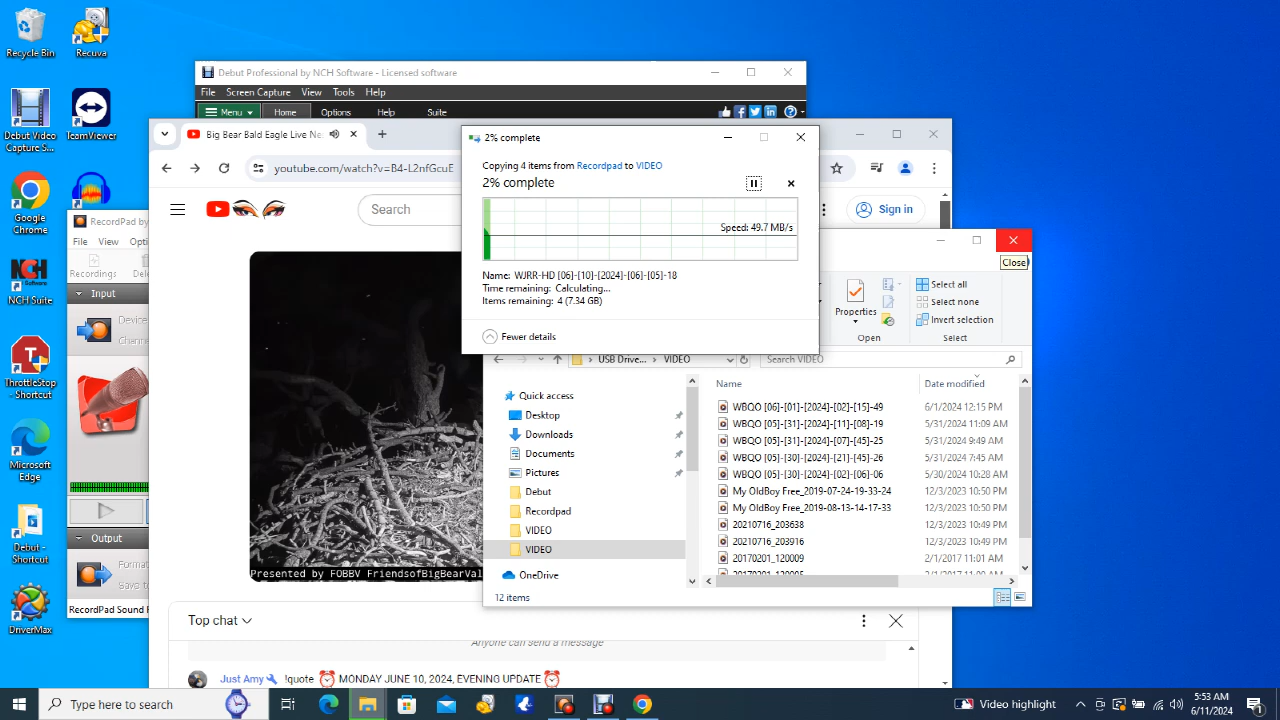 Recycle Bin
Recuva
Debut Video
Capture S...
TeamViewer
Google
Chrome
NCH Suite
ThrottleStop
- Shortcut
Microsoft
Edge
Debut -
Shortcut
DriverMax
Debut Professional by NCH Software - Licensed software
File Screen Capture View Tools Help
Menu Home Options Help Suite
Big Bear Bald Eagle Live Ne
youtube.com/watch?v=B4-L2nfGcuE
Search
Sign in
RecordPad by
File View Opti
Recordings Dele
Input
Device
Channe
Output
Format
Save to
RecordPad Sound R
Presented by FOBBV FriendsofBigBearVal
2% complete
Copying 4 items from Recordpad to VIDEO
2% complete
Speed: 49.7 MB/s
Name: WJRR-HD [06]-[10]-[2024]-[06]-[05]-18
Time remaining: Calculating...
Items remaining: 4 (7.34 GB)
Fewer details
Close
Properties
Open
Select all
Select none
Invert selection
Select
USB Drive... VIDEO
Search VIDEO
Quick access
Desktop
Downloads
Documents
Pictures
Debut
Recordpad
VIDEO
VIDEO
OneDrive
Name Date modified
WBQO [06]-[01]-[2024]-[02]-[15]-49 6/1/2024 12:15 PM
WBQO [05]-[31]-[2024]-[11]-[08]-19 5/31/2024 11:09 AM
WBQO [05]-[31]-[2024]-[07]-[45]-25 5/31/2024 9:49 AM
WBQO [05]-[30]-[2024]-[21]-[45]-26 5/31/2024 7:45 AM
WBQO [05]-[30]-[2024]-[02]-[06]-06 5/30/2024 10:28 AM
My OldBoy Free_2019-07-24-19-33-24 12/3/2023 10:50 PM
My OldBoy Free_2019-08-13-14-17-33 12/3/2023 10:50 PM
20210716_203638 12/3/2023 10:49 PM
20210716_203916 12/3/2023 10:49 PM
20170201_120009 2/1/2017 11:01 AM
12 items
Top chat
Anyone can send a message
Just Amy !quote ⏰ MONDAY JUNE 10, 2024, EVENING UPDATE ⏰
Type here to search
Video highlight
5:53 AM
6/11/2024
1